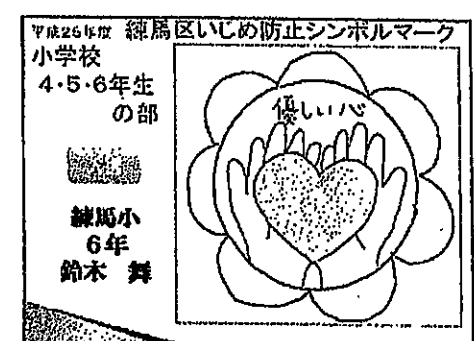 平成26年度 練馬区いじめ防止シンボルマーク
小学校
4・5・6年生
の部
優しい心
練馬小
6年
鈴木 舞